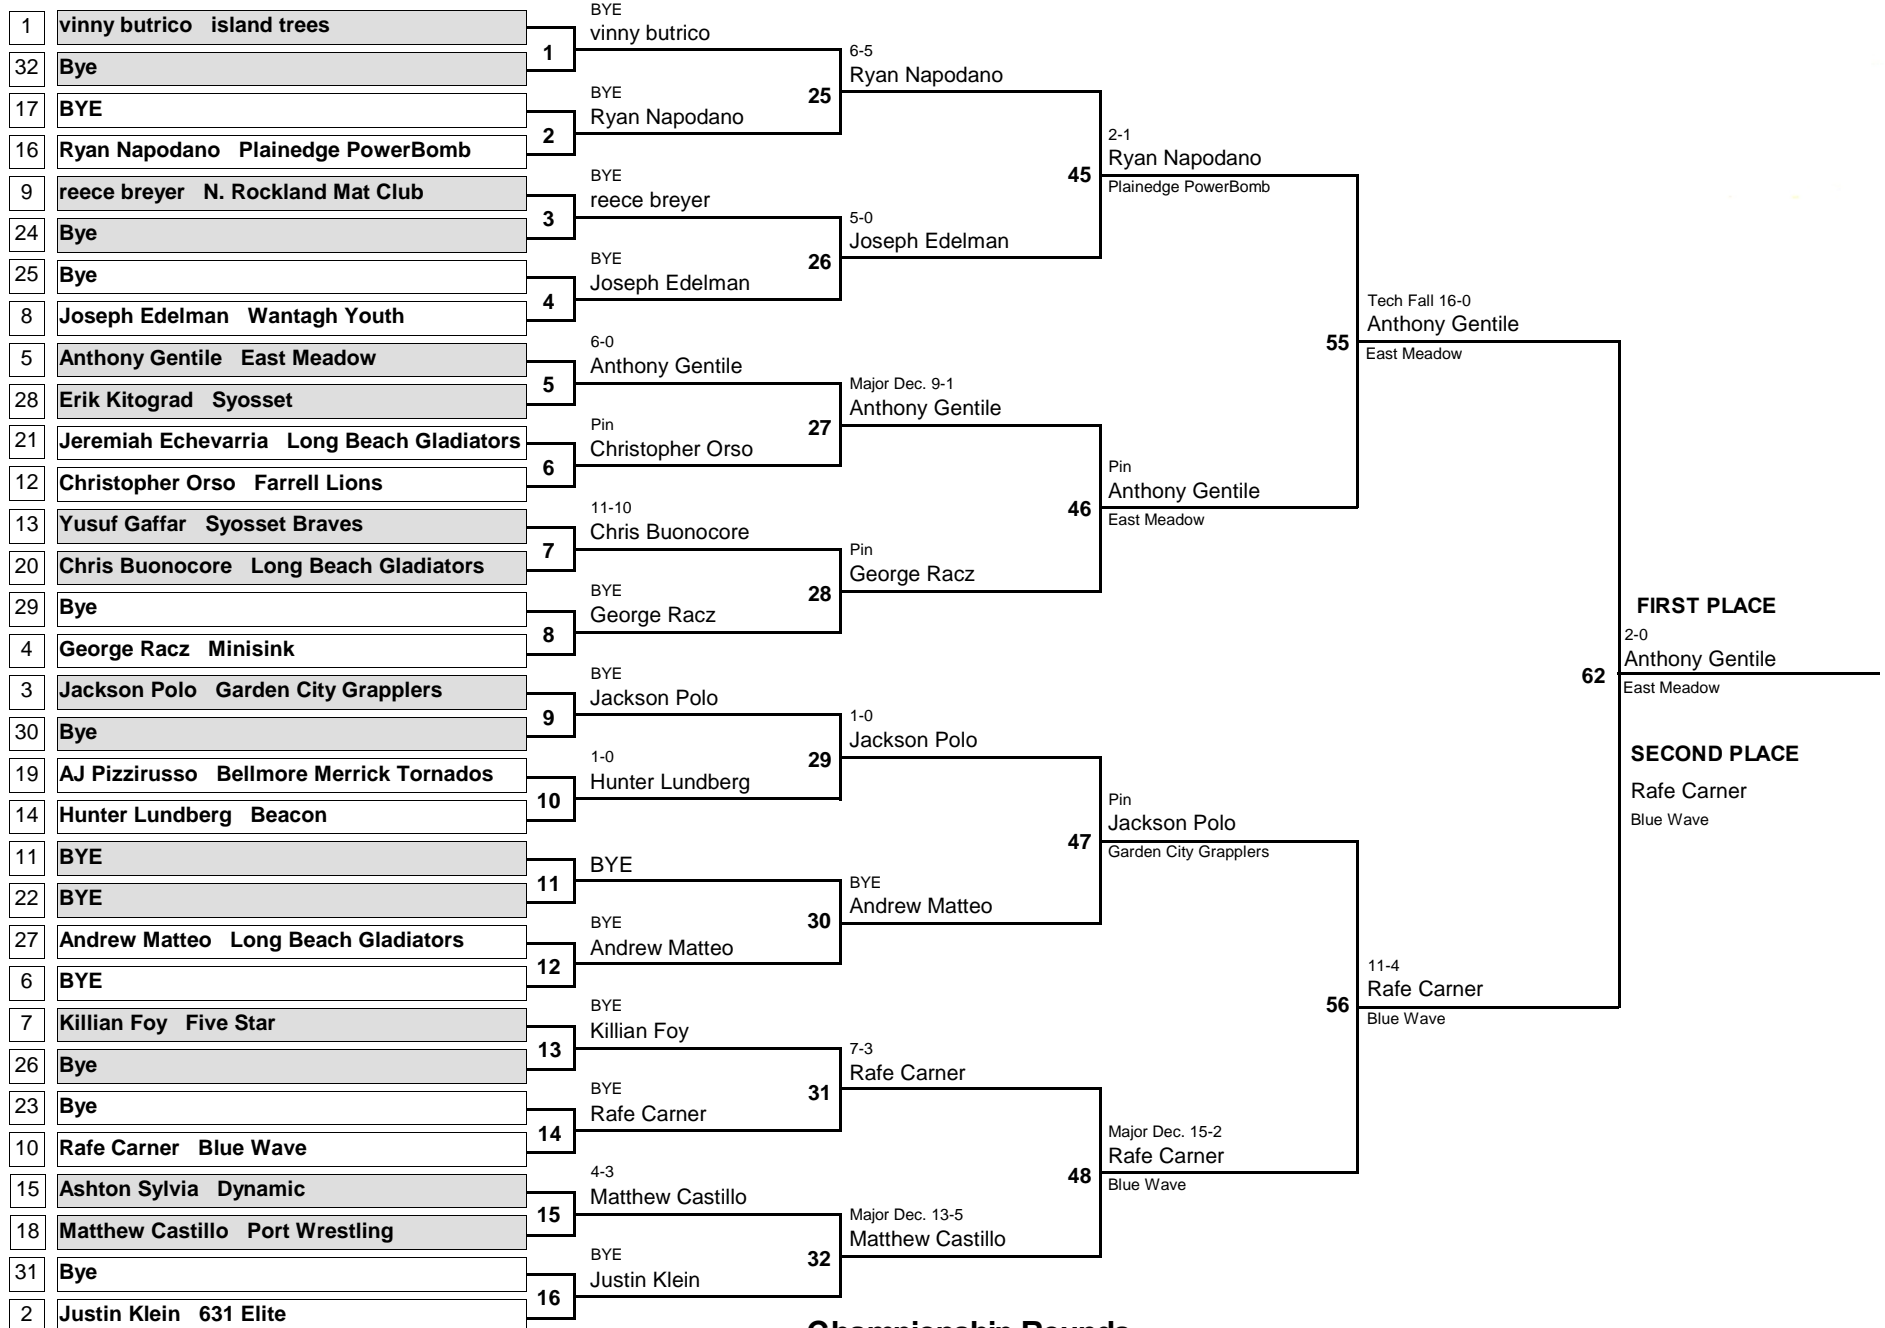 1 vinny butrico island trees
32 Bye
17 BYE
16 Ryan Napodano Plainedge PowerBomb
9 reece breyer N. Rockland Mat Club
24 Bye
25 Bye
8 Joseph Edelman Wantagh Youth
5 Anthony Gentile East Meadow
28 Erik Kitograd Syosset
21 Jeremiah Echevarria Long Beach Gladiators
12 Christopher Orso Farrell Lions
13 Yusuf Gaffar Syosset Braves
20 Chris Buonocore Long Beach Gladiators
29 Bye
4 George Racz Minisink
3 Jackson Polo Garden City Grapplers
30 Bye
19 AJ Pizzirusso Bellmore Merrick Tornados
14 Hunter Lundberg Beacon
11 BYE
22 BYE
27 Andrew Matteo Long Beach Gladiators
6 BYE
7 Killian Foy Five Star
26 Bye
23 Bye
10 Rafe Carner Blue Wave
15 Ashton Sylvia Dynamic
18 Matthew Castillo Port Wrestling
31 Bye
2 Justin Klein 631 Elite
BYE
1 vinny butrico
BYE
2 Ryan Napodano
BYE
3 reece breyer
BYE
4 Joseph Edelman
6-0
5 Anthony Gentile
Pin
6 Christopher Orso
11-10
7 Chris Buonocore
BYE
8 George Racz
BYE
9 Jackson Polo
1-0
10 Hunter Lundberg
11 BYE
BYE
12 Andrew Matteo
BYE
13 Killian Foy
BYE
14 Rafe Carner
4-3
15 Matthew Castillo
BYE
16 Justin Klein
6-5
25 Ryan Napodano
5-0
26 Joseph Edelman
Major Dec. 9-1
27 Anthony Gentile
Pin
28 George Racz
1-0
29 Jackson Polo
BYE
30 Andrew Matteo
7-3
31 Rafe Carner
Major Dec. 13-5
32 Matthew Castillo
2-1
45 Ryan Napodano
Plainedge PowerBomb
Pin
46 Anthony Gentile
East Meadow
Pin
47 Jackson Polo
Garden City Grapplers
Major Dec. 15-2
48 Rafe Carner
Blue Wave
Tech Fall 16-0
55 Anthony Gentile
East Meadow
11-4
56 Rafe Carner
Blue Wave
FIRST PLACE
2-0
62 Anthony Gentile
East Meadow
SECOND PLACE
Rafe Carner
Blue Wave
Championship Rounds